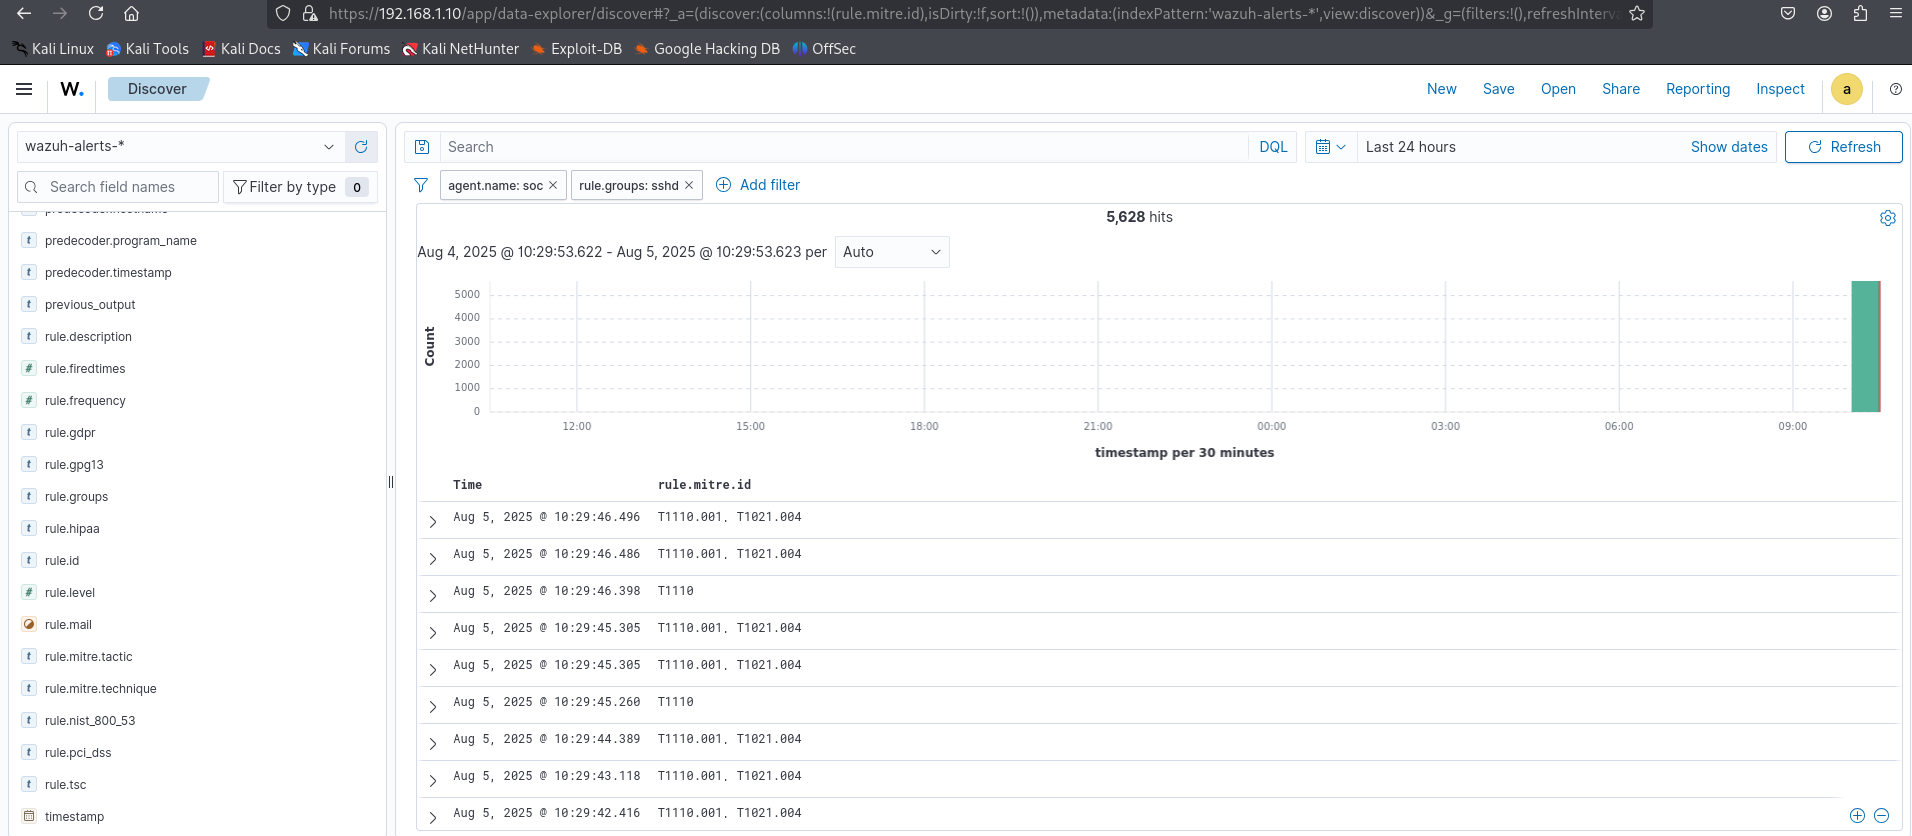 https://192.168.1.10/app/data-explorer/discover#?_a=(discover:(columns:!(rule.mitre.id),isDirty:!f,sort:!()),metadata:(indexPattern:'wazuh-alerts-*',view:discover))&_g=(filters:!(),refreshInterva
Kali Linux Kali Tools Kali Docs Kali Forums Kali NetHunter Exploit-DB Google Hacking DB OffSec
W. Discover New Save Open Share Reporting Inspect a
wazuh-alerts-*
Search field names Filter by type 0
predecoder.hostname
predecoder.program_name
predecoder.timestamp
previous_output
rule.description
rule.firedtimes
rule.frequency
rule.gdpr
rule.gpg13
rule.groups
rule.hipaa
rule.id
rule.level
rule.mail
rule.mitre.tactic
rule.mitre.technique
rule.nist_800_53
rule.pci_dss
rule.tsc
timestamp
Search DQL Last 24 hours Show dates Refresh
agent.name: soc rule.groups: sshd Add filter
5,628 hits
Aug 4, 2025 @ 10:29:53.622 - Aug 5, 2025 @ 10:29:53.623 per Auto
5000
4000
3000
2000
1000
0
Count
12:00 15:00 18:00 21:00 00:00 03:00 06:00 09:00
timestamp per 30 minutes
Time rule.mitre.id
Aug 5, 2025 @ 10:29:46.496 T1110.001, T1021.004
Aug 5, 2025 @ 10:29:46.486 T1110.001, T1021.004
Aug 5, 2025 @ 10:29:46.398 T1110
Aug 5, 2025 @ 10:29:45.305 T1110.001, T1021.004
Aug 5, 2025 @ 10:29:45.305 T1110.001, T1021.004
Aug 5, 2025 @ 10:29:45.260 T1110
Aug 5, 2025 @ 10:29:44.389 T1110.001, T1021.004
Aug 5, 2025 @ 10:29:43.118 T1110.001, T1021.004
Aug 5, 2025 @ 10:29:42.416 T1110.001, T1021.004